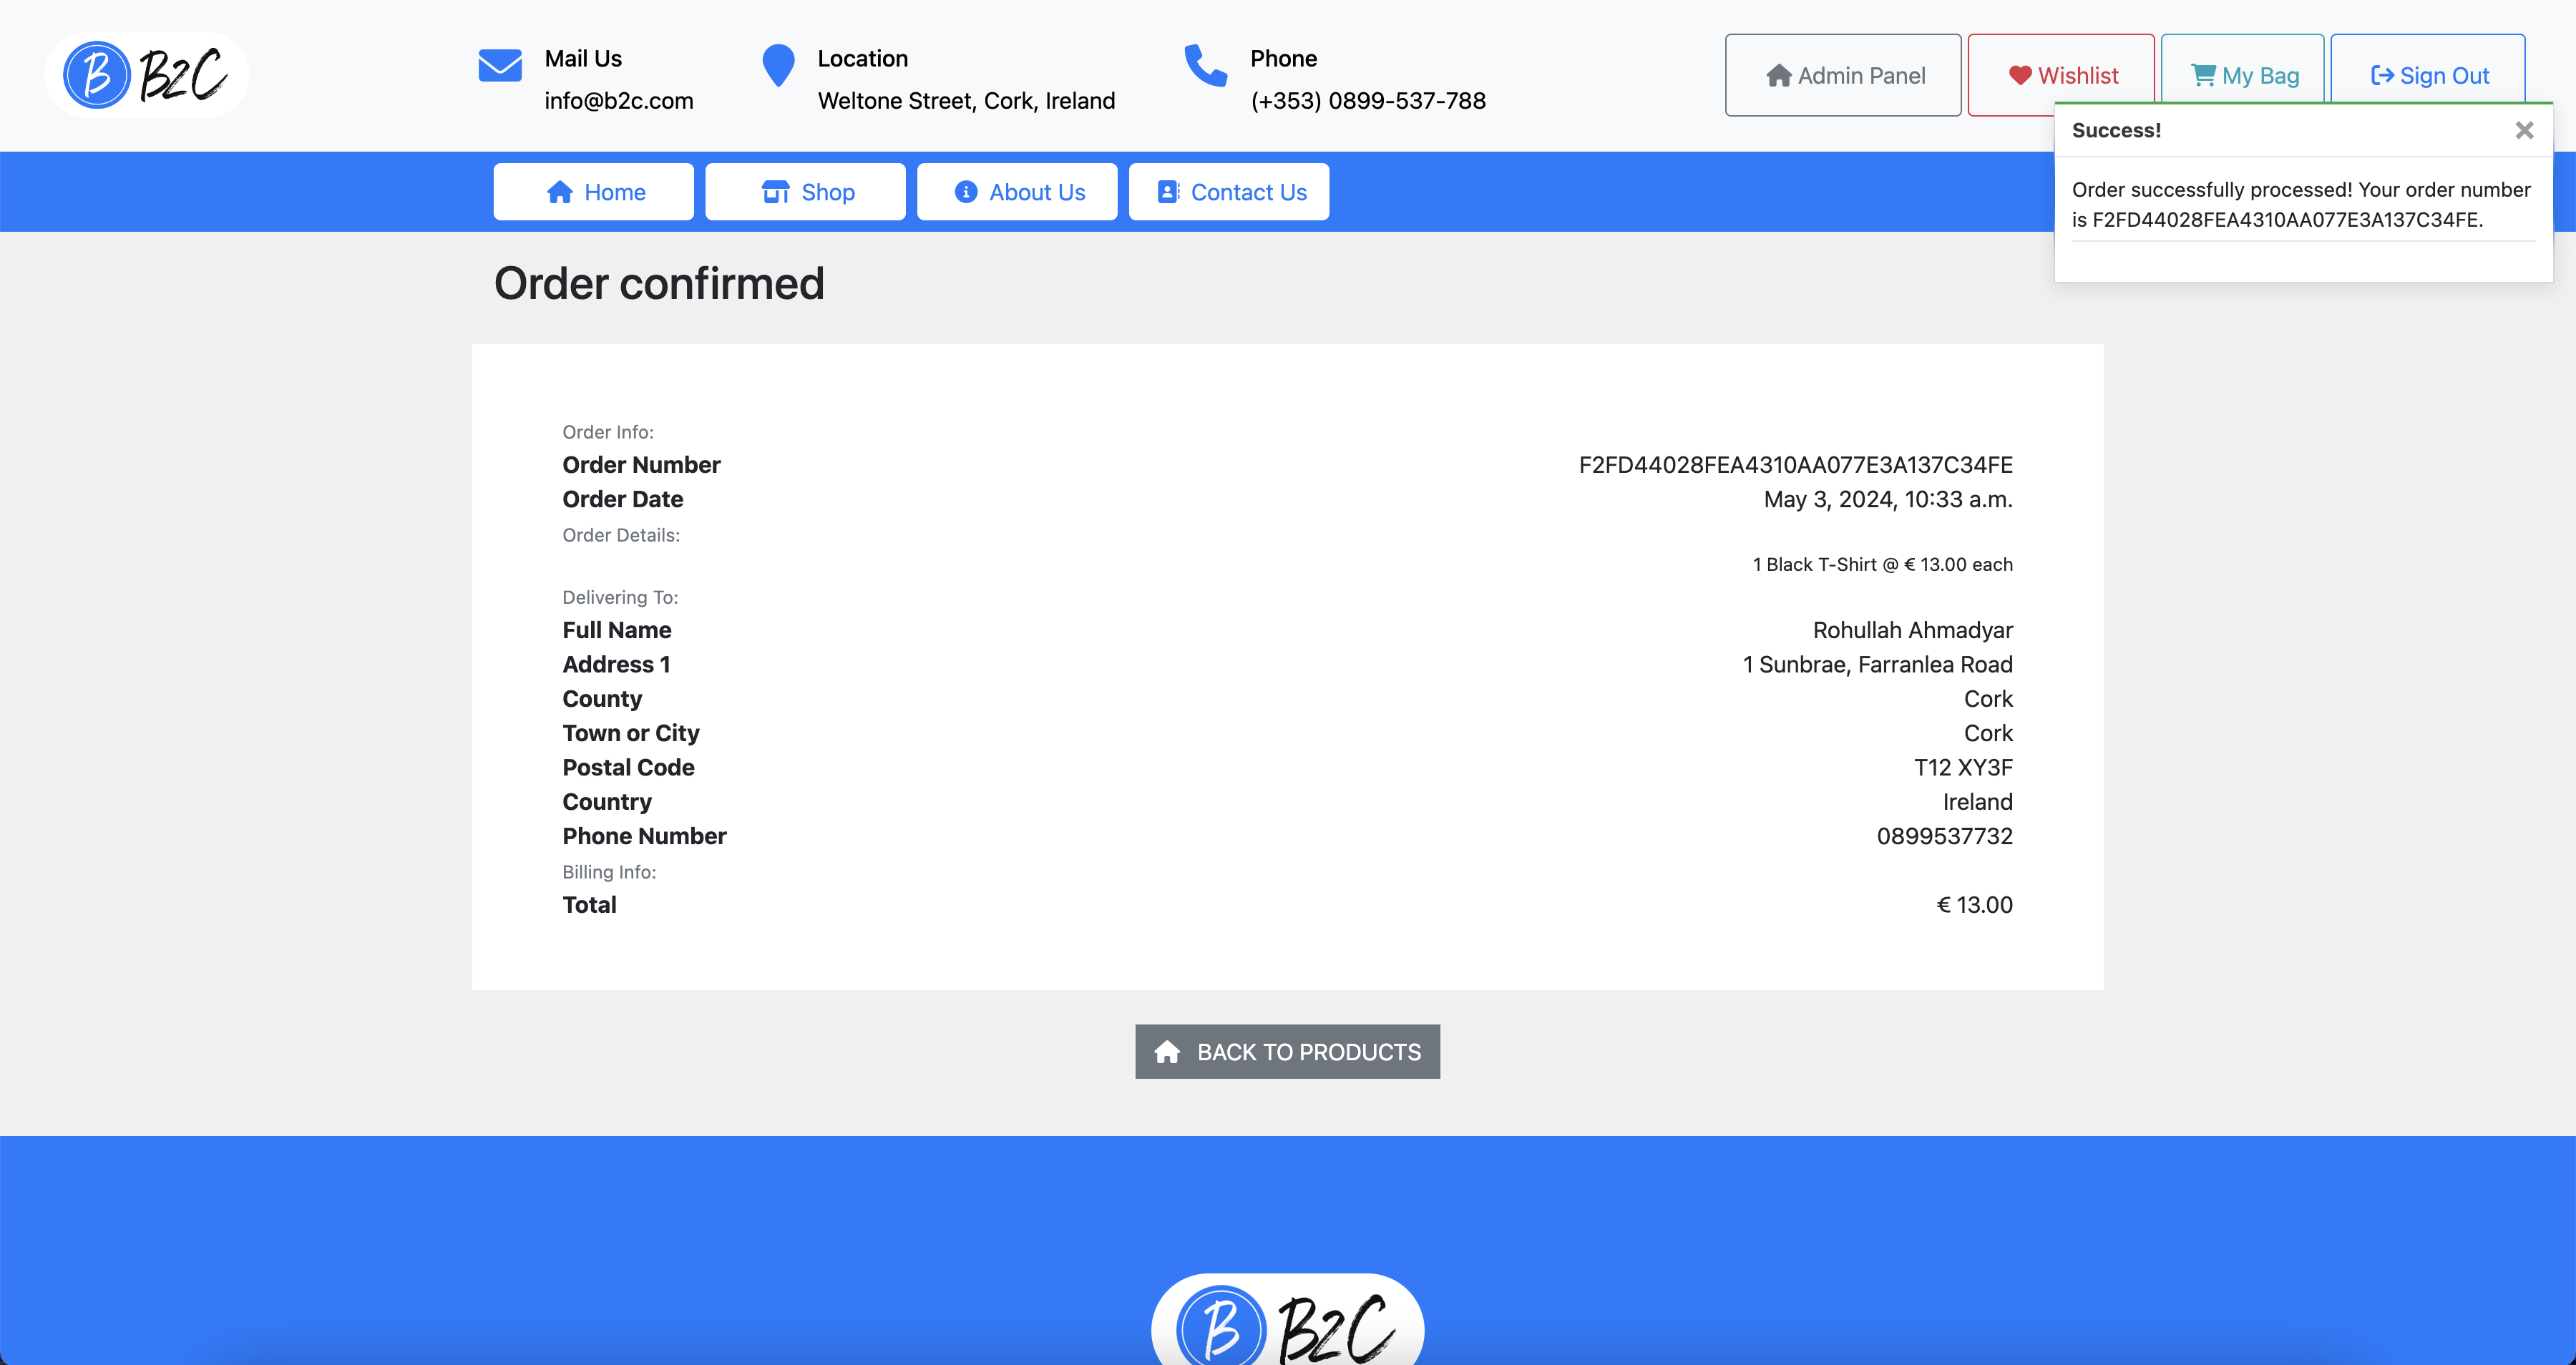 B B2C
Mail Us
info@b2c.com
Location
Weltone Street, Cork, Ireland
Phone
(+353) 0899-537-788
Admin Panel
Wishlist
My Bag
Sign Out
Success!
Order successfully processed! Your order number
is F2FD44028FEA4310AA077E3A137C34FE.
Home
Shop
About Us
Contact Us
Order confirmed
Order Info:
Order Number F2FD44028FEA4310AA077E3A137C34FE
Order Date May 3, 2024, 10:33 a.m.
Order Details:
1 Black T-Shirt @ € 13.00 each
Delivering To:
Full Name Rohullah Ahmadyar
Address 1 1 Sunbrae, Farranlea Road
County Cork
Town or City Cork
Postal Code T12 XY3F
Country Ireland
Phone Number 0899537732
Billing Info:
Total € 13.00
BACK TO PRODUCTS
B B2C